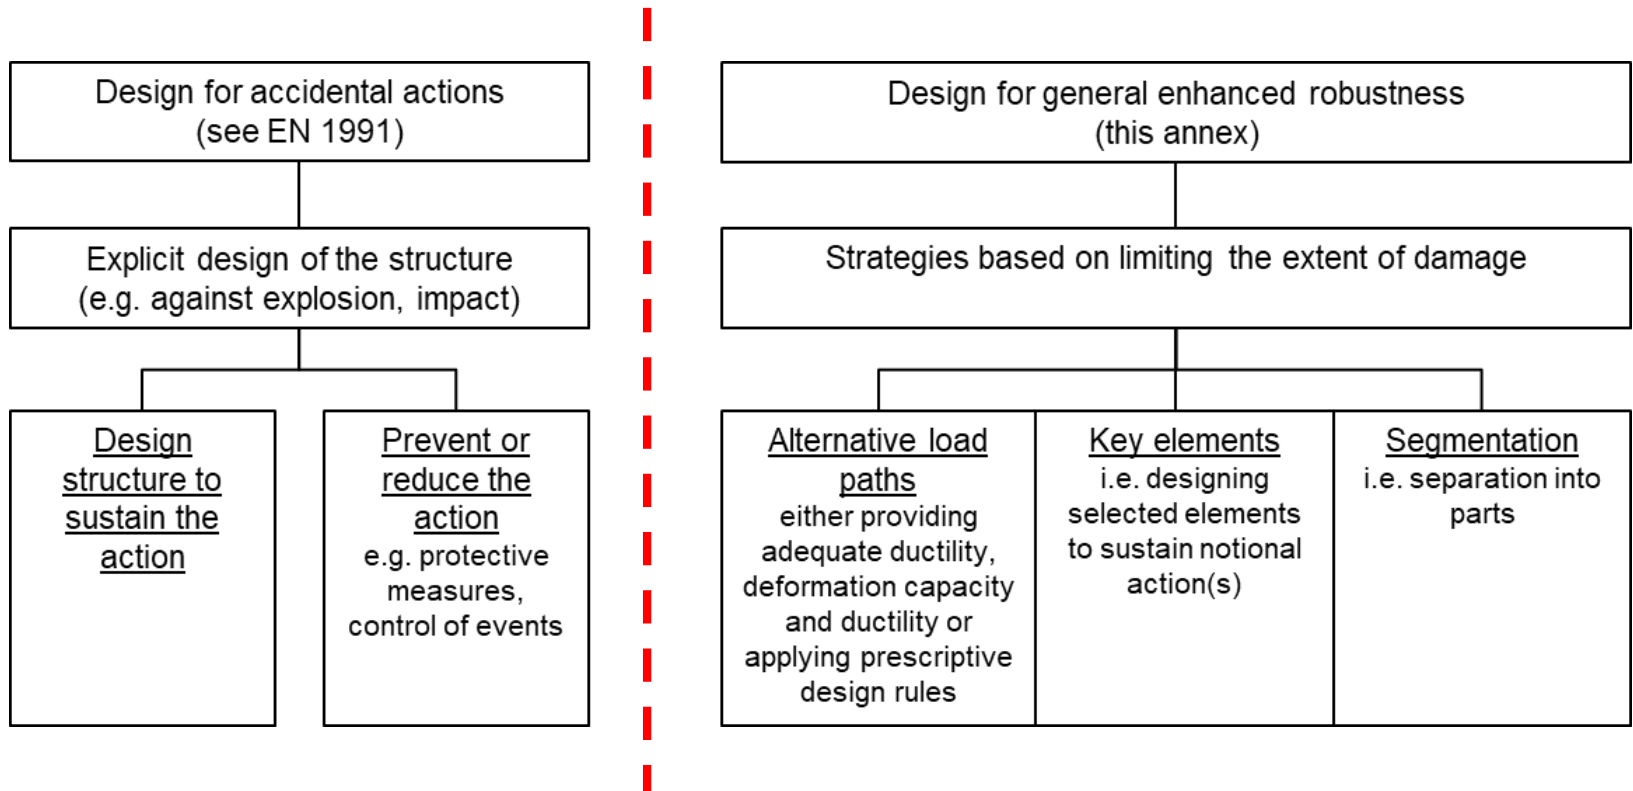 Design for accidental actions
(see EN 1991)
Explicit design of the structure
(e.g. against explosion, impact)
Design
structure to
sustain the
action
Prevent or
reduce the
action
e.g. protective
measures,
control of events
Design for general enhanced robustness
(this annex)
Strategies based on limiting the extent of damage
Alternative load
paths
either providing
adequate ductility,
deformation capacity
and ductility or
applying prescriptive
design rules
Key elements
i.e. designing
selected elements
to sustain notional
action(s)
Segmentation
i.e. separation into
parts